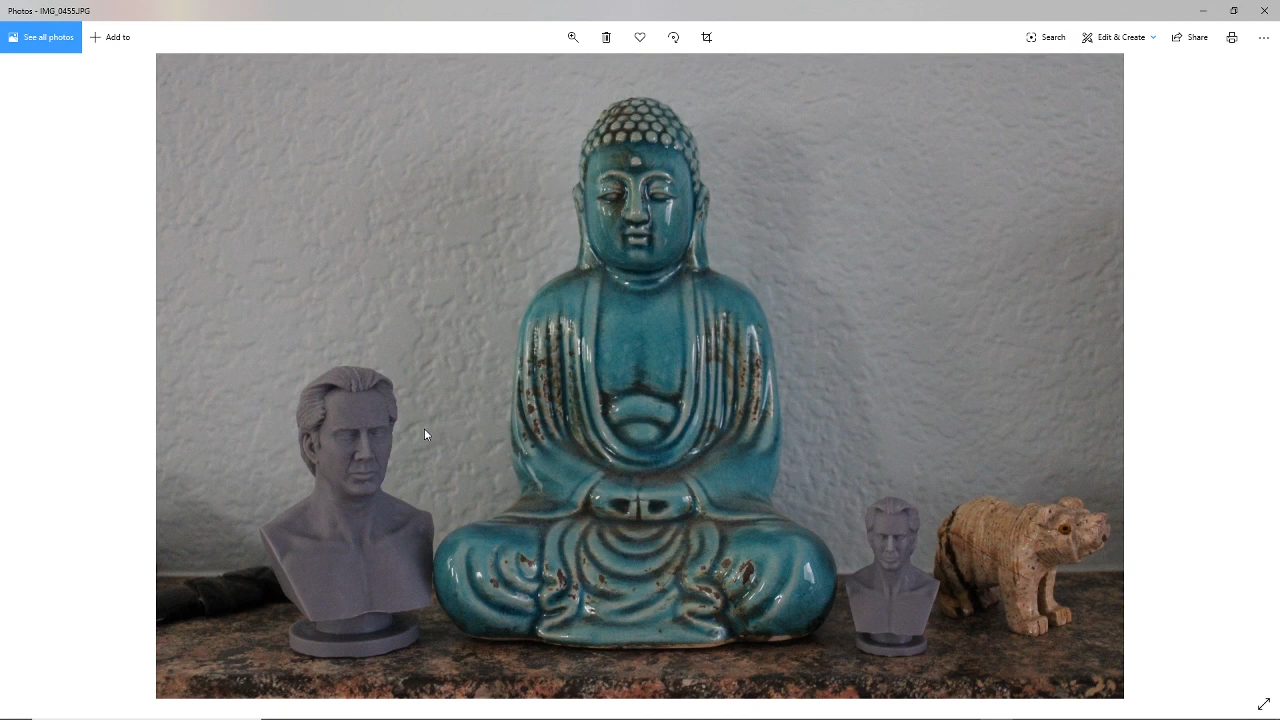 Photos - IMG_0455.JPG
See all photos
Add to
Search
Edit & Create
Share